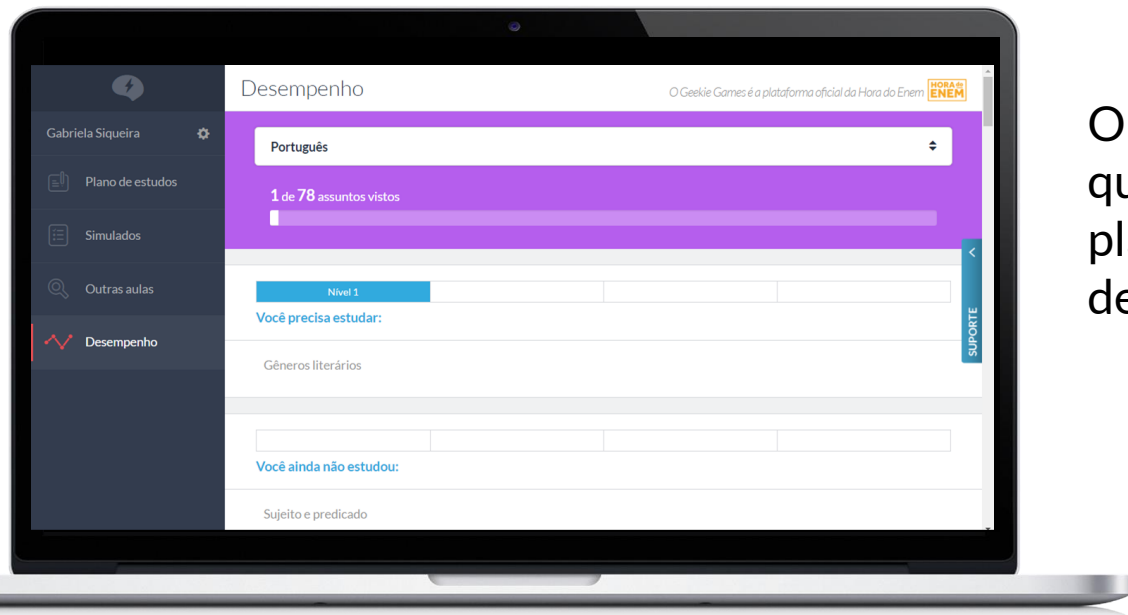 Desempenho
O Geekie Games é a plataforma oficial da Hora do Enem
HORA do
ENEM
Gabriela Siqueira
Português
Plano de estudos
1 de 78 assuntos vistos
Simulados
Outras aulas
Nível 1
Você precisa estudar:
Desempenho
SUPORTE
Gêneros literários
Você ainda não estudou:
Sujeito e predicado
O
qu
pl
de